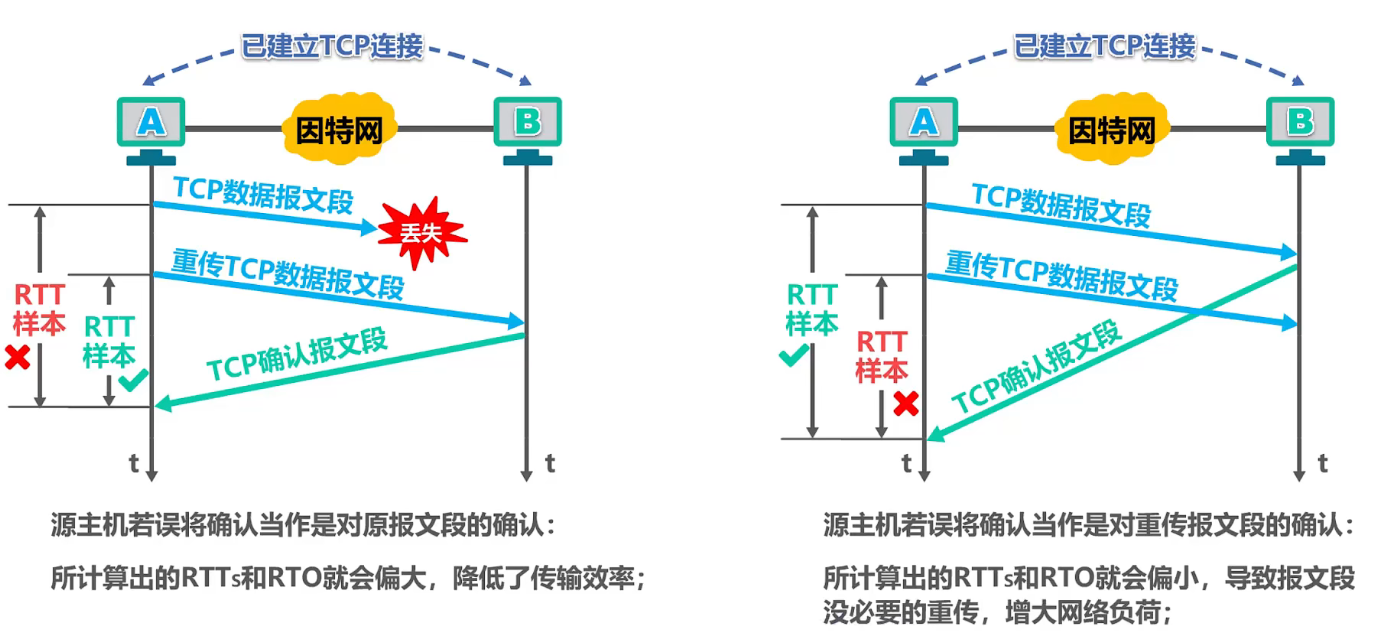 已建立TCP连接
A
因特网
B
TCP数据报文段
丢失
重传TCP数据报文段
RTT
样本
RTT
样本
TCP确认报文段
t
t
源主机若误将确认当作是对原报文段的确认：
所计算出的RTTs和RTO就会偏大，降低了传输效率；
已建立TCP连接
A
因特网
B
TCP数据报文段
重传TCP数据报文段
RTT
样本
RTT
样本
TCP确认报文段
t
t
源主机若误将确认当作是对重传报文段的确认：
所计算出的RTTs和RTO就会偏小，导致报文段
没必要的重传，增大网络负荷；